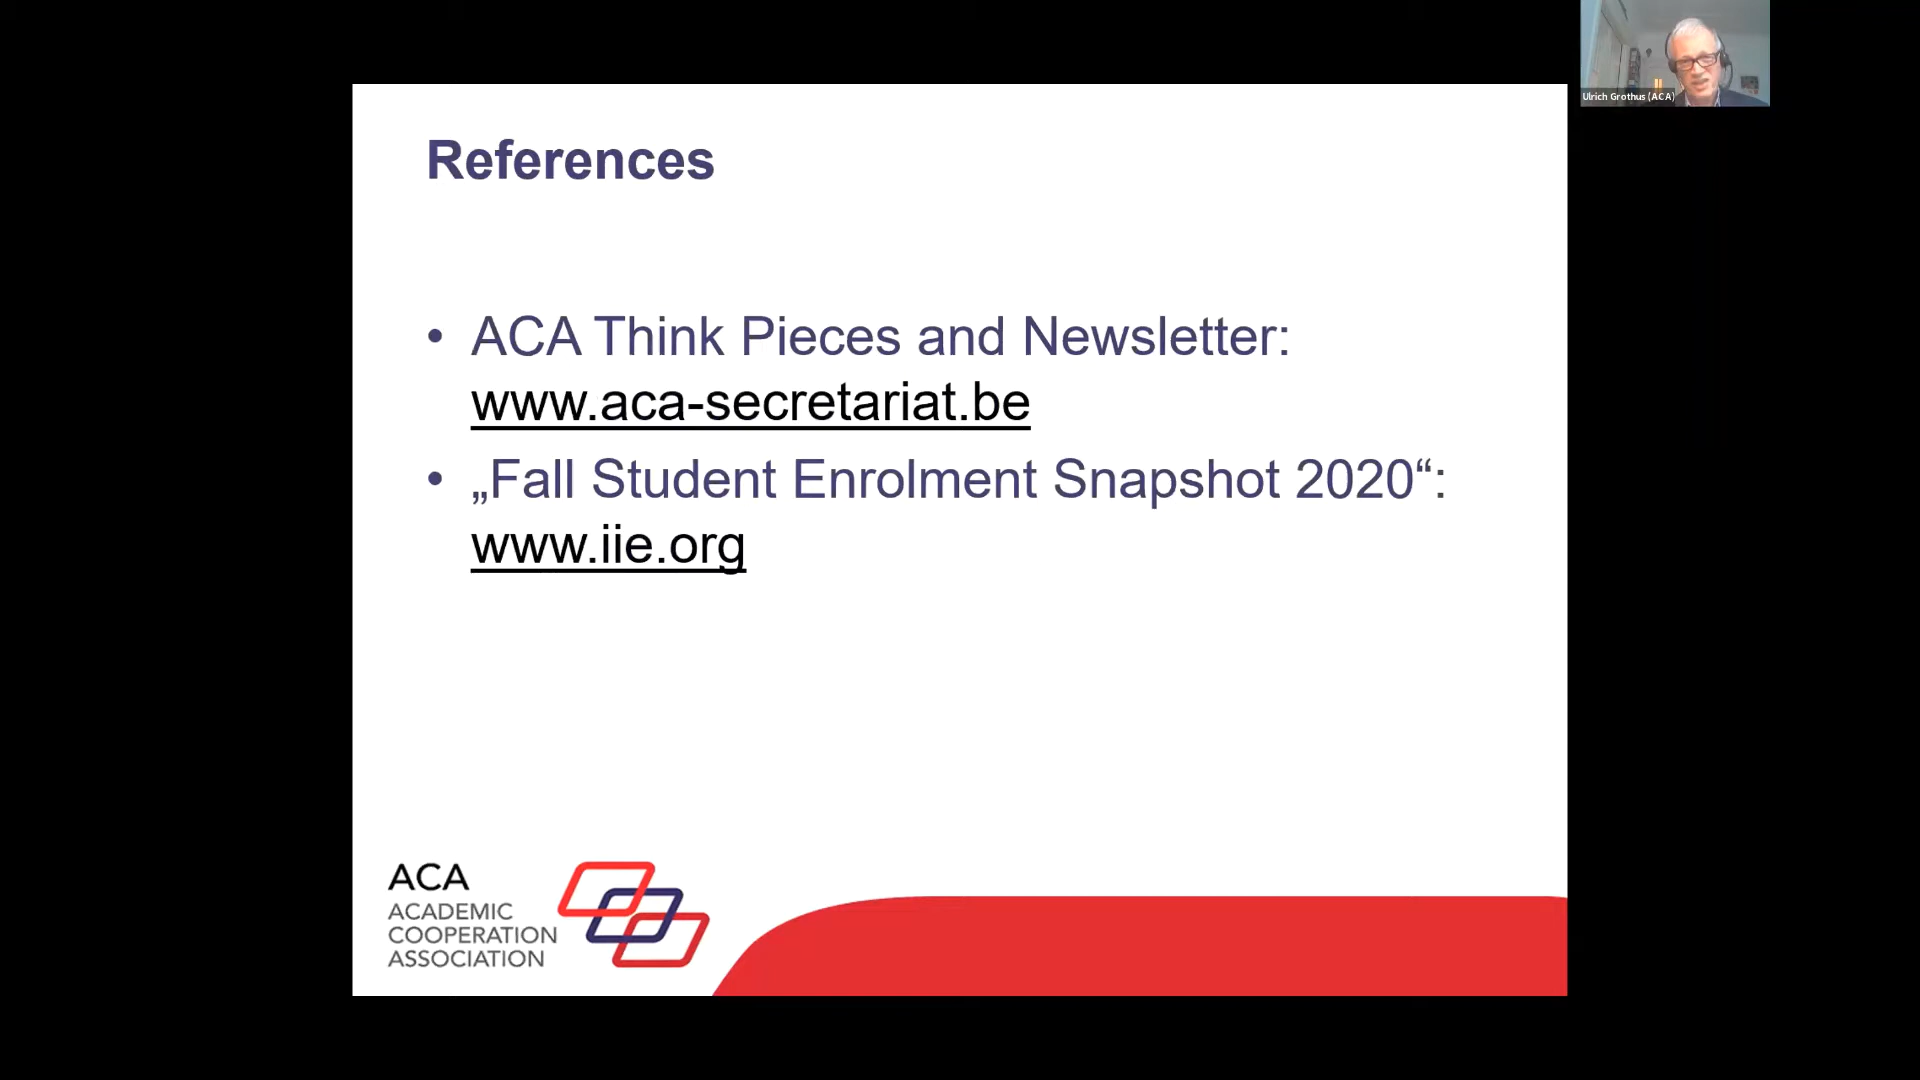 Ulrich Grothus (ACA)
References
• ACA Think Pieces and Newsletter:
www.aca-secretariat.be
• „Fall Student Enrolment Snapshot 2020“:
www.iie.org
ACA
ACADEMIC
COOPERATION
ASSOCIATION